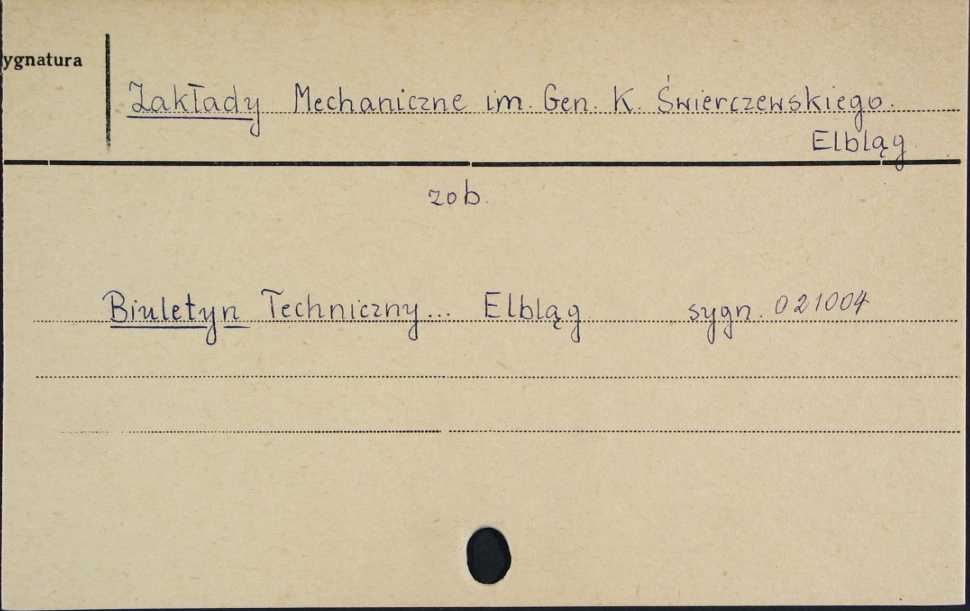 ygnatura
Zakłady Mechaniczne im. Gen. K. Świerczewskiego.
Elbląg
zob.
Biuletyn Techniczny... Elbląg sygn. 021004